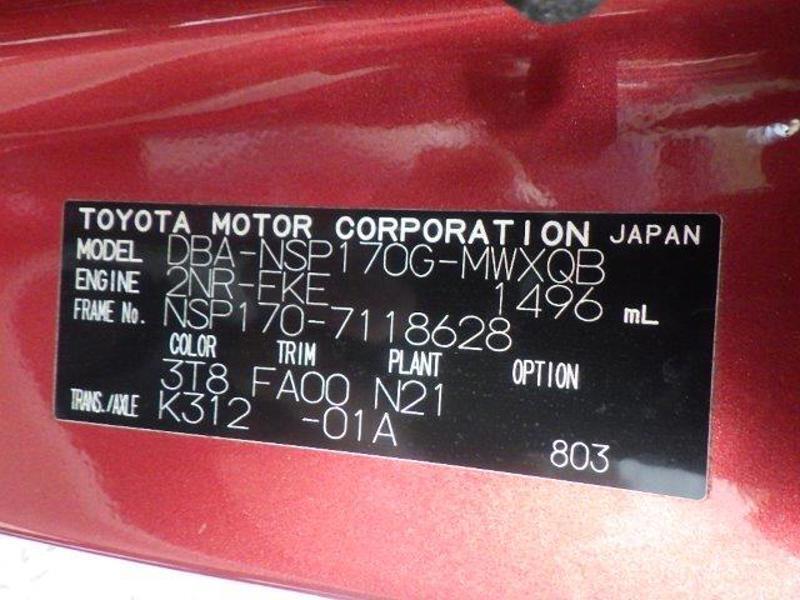 TOYOTA MOTOR CORPORATION JAPAN
MODEL DBA-NSP170G-MWXQB
ENGINE 2NR-FKE 1496 mL
FRAME No. NSP170-7118628
COLOR TRIM PLANT OPTION
3T8 FA00 N21
TRANS./AXLE K312 -01A
803